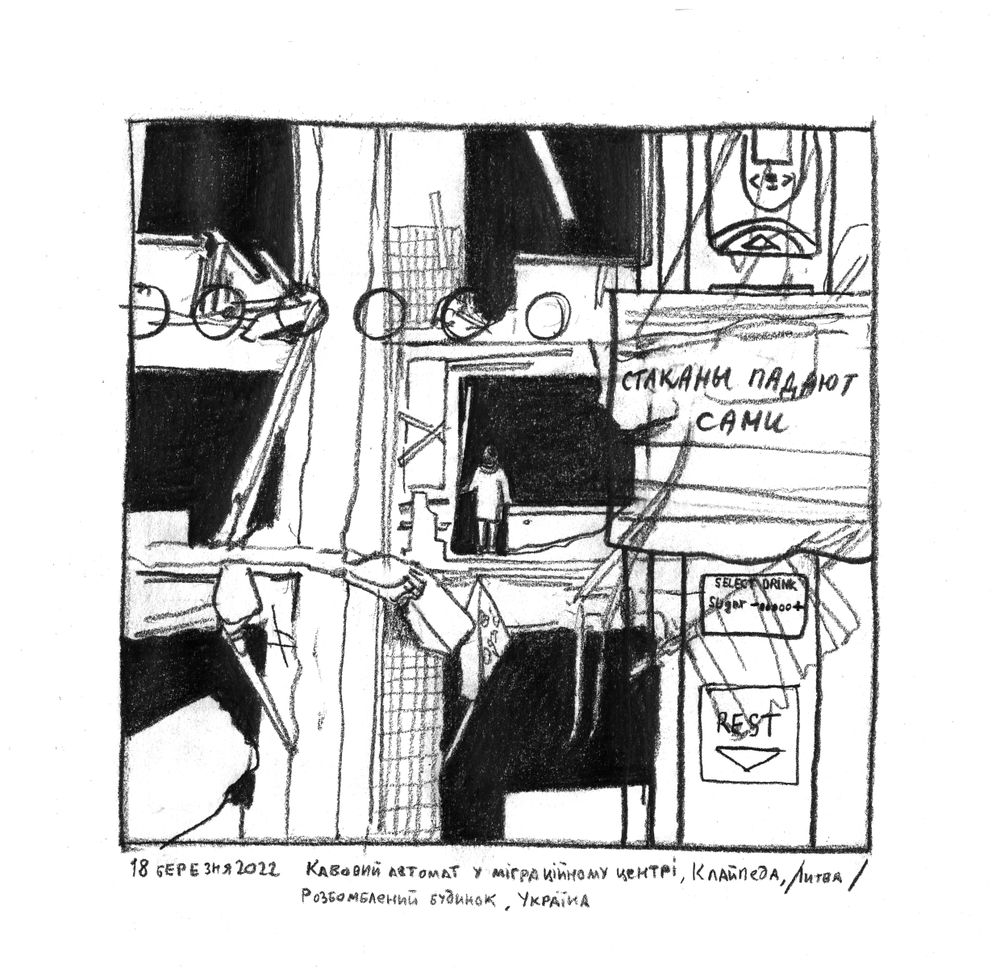 СТАКАНЫ ПАДАЮТ
САМИ
SELECT DRINK
Sugar -ooooo+
REST
18 березня 2022 Кавовий автомат у міграційному центрі, Клайпеда, Литва /
Розбомблений будинок, Україна